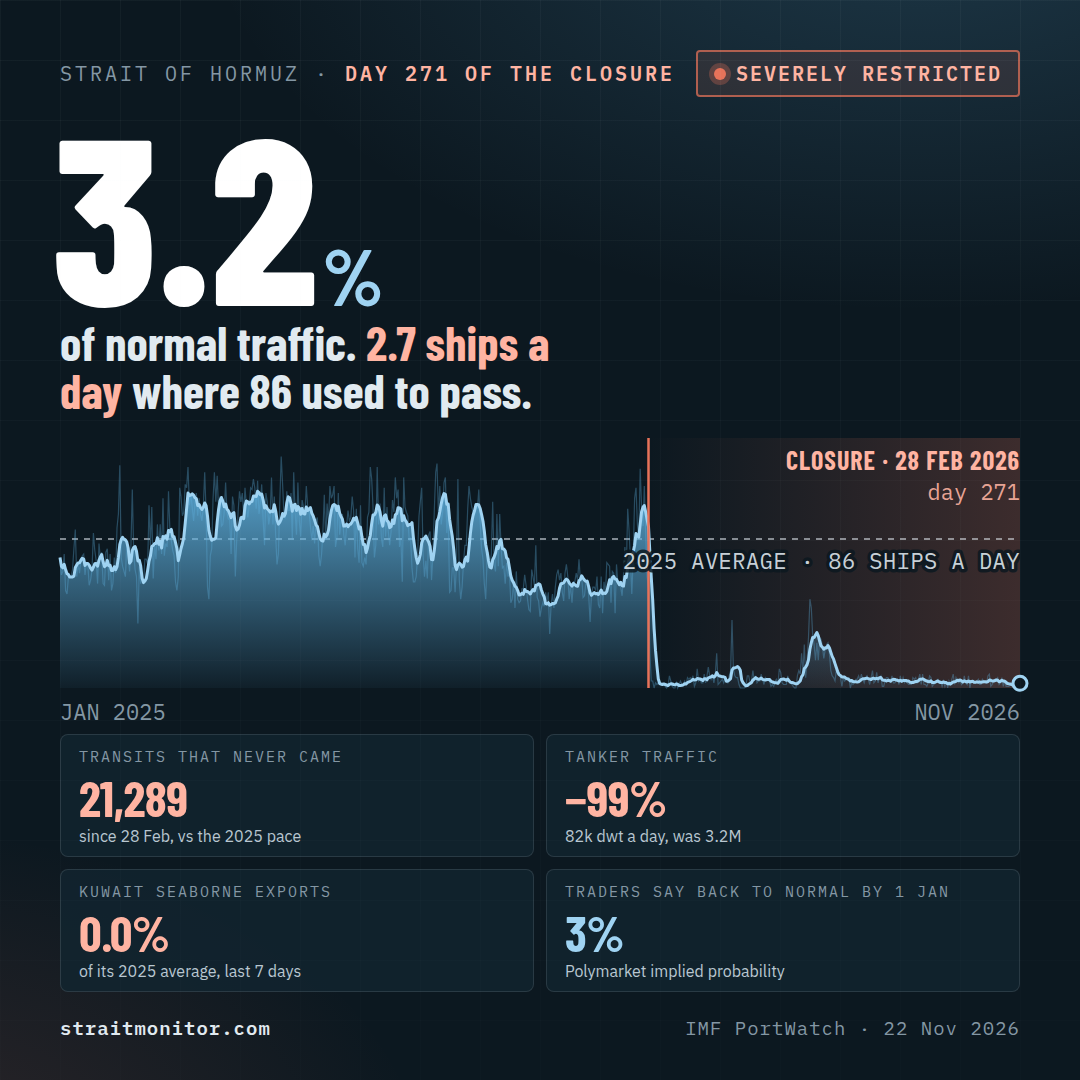 STRAIT OF HORMUZ · DAY 271 OF THE CLOSURE
SEVERELY RESTRICTED
3.2%
of normal traffic. 2.7 ships a
day where 86 used to pass.
CLOSURE · 28 FEB 2026
day 271
2025 AVERAGE · 86 SHIPS A DAY
JAN 2025
NOV 2026
TRANSITS THAT NEVER CAME
21,289
since 28 Feb, vs the 2025 pace
TANKER TRAFFIC
−99%
82k dwt a day, was 3.2M
KUWAIT SEABORNE EXPORTS
0.0%
of its 2025 average, last 7 days
TRADERS SAY BACK TO NORMAL BY 1 JAN
3%
Polymarket implied probability
straitmonitor.com
IMF PortWatch · 22 Nov 2026